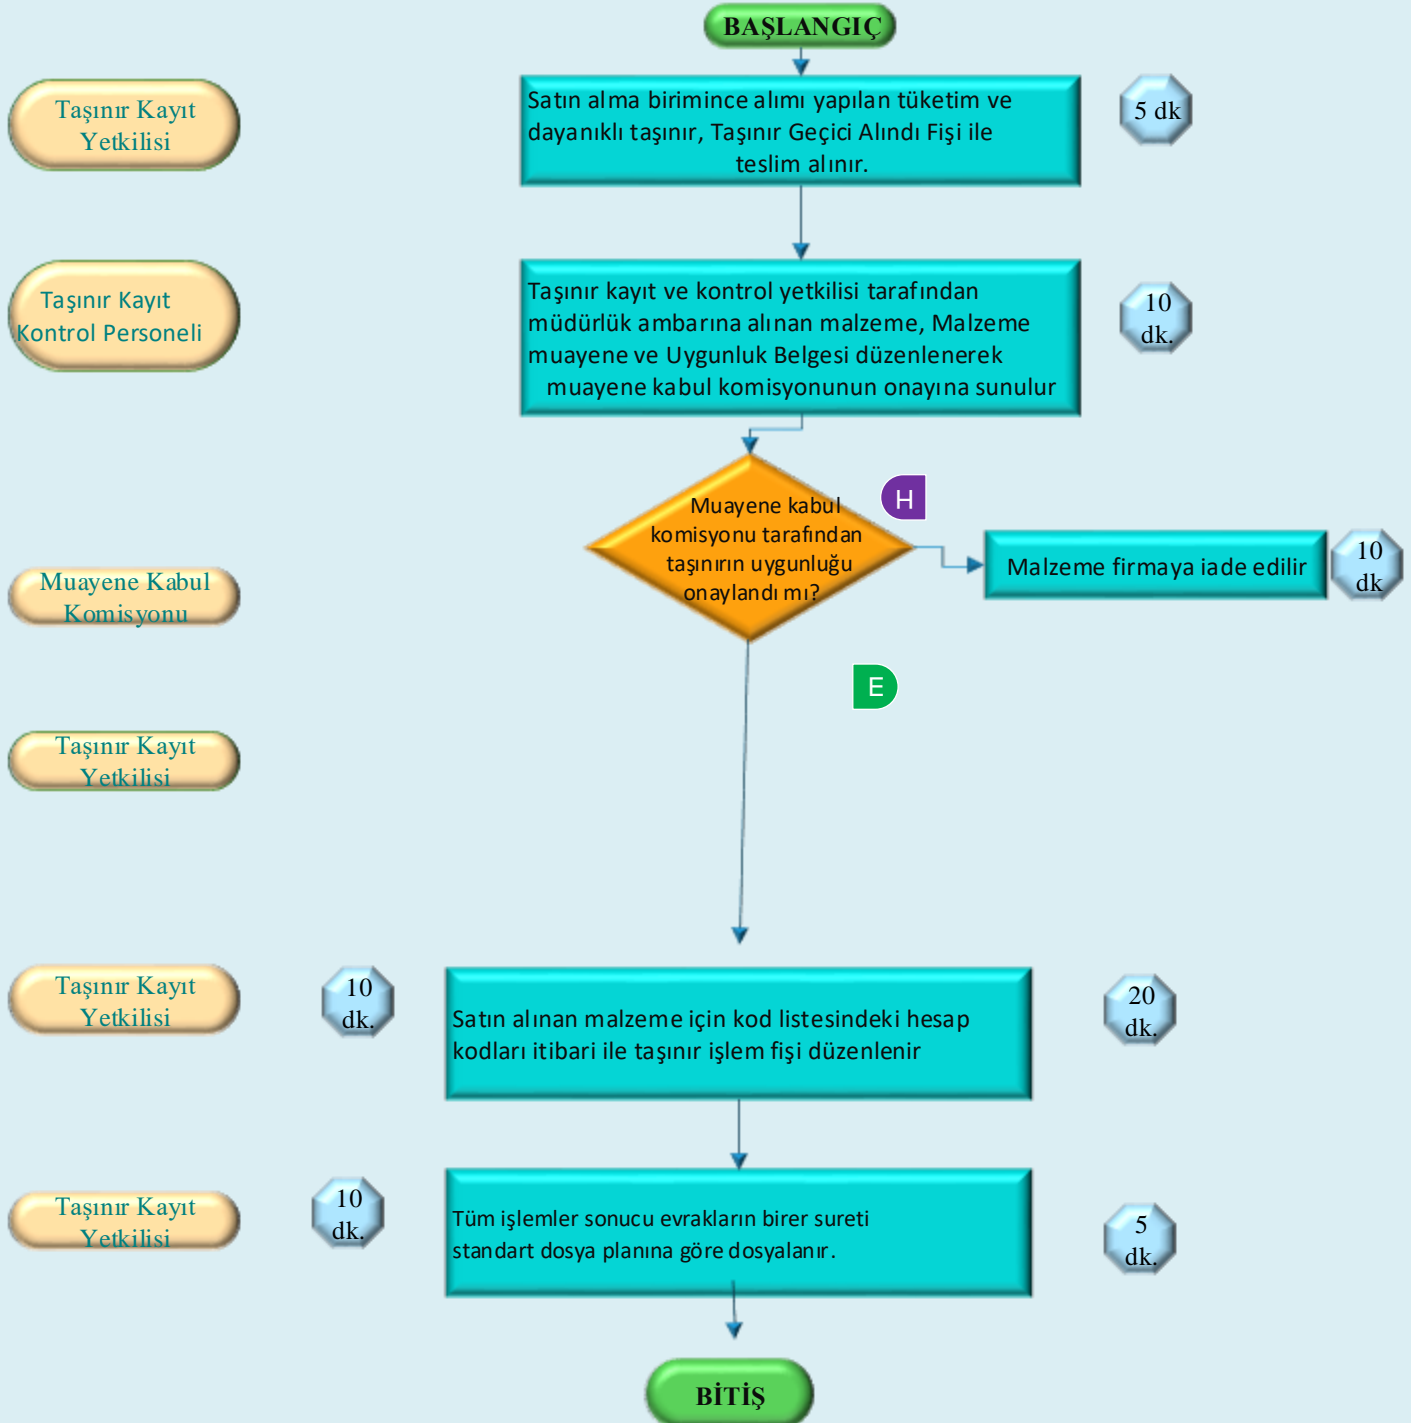 BAŞLANGIÇ
Taşınır Kayıt
Yetkilisi
Satın alma birimince alımı yapılan tüketim ve
dayanıklı taşınır, Taşınır Geçici Alındı Fişi ile
teslim alınır.
5 dk
Taşınır Kayıt
Kontrol Personeli
Taşınır kayıt ve kontrol yetkilisi tarafından
müdürlük ambarına alınan malzeme, Malzeme
muayene ve Uygunluk Belgesi düzenlenerek
muayene kabul komisyonunun onayına sunulur
10
dk.
Muayene Kabul
Komisyonu
Muayene kabul
komisyonu tarafından
taşınırın uygunluğu
onaylandı mı?
H
Malzeme firmaya iade edilir
10
dk
E
Taşınır Kayıt
Yetkilisi
Taşınır Kayıt
Yetkilisi
10
dk.
Satın alınan malzeme için kod listesindeki hesap
kodları itibari ile taşınır işlem fişi düzenlenir
20
dk.
Taşınır Kayıt
Yetkilisi
10
dk.
Tüm işlemler sonucu evrakların birer sureti
standart dosya planına göre dosyalanır.
5
dk.
BİTİŞ